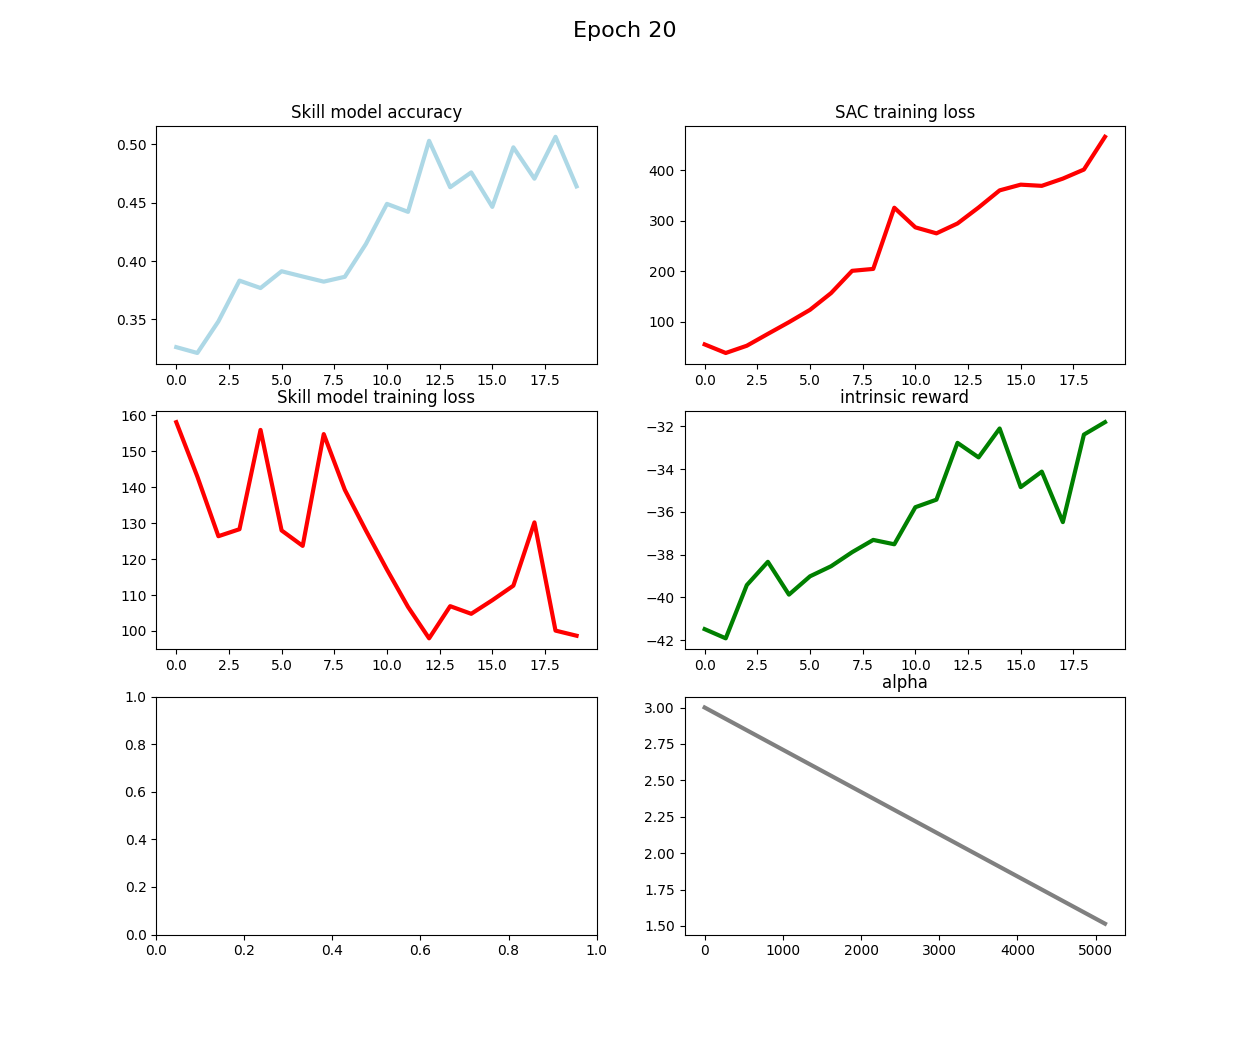 Epoch 20
Skill model accuracy
0.50
0.45
0.40
0.35
0.0 2.5 5.0 7.5 10.0 12.5 15.0 17.5
SAC training loss
400
300
200
100
0.0 2.5 5.0 7.5 10.0 12.5 15.0 17.5
Skill model training loss
160
150
140
130
120
110
100
0.0 2.5 5.0 7.5 10.0 12.5 15.0 17.5
intrinsic reward
−32
−34
−36
−38
−40
−42
0.0 2.5 5.0 7.5 10.0 12.5 15.0 17.5
1.0
0.8
0.6
0.4
0.2
0.0
0.0 0.2 0.4 0.6 0.8 1.0
alpha
3.00
2.75
2.50
2.25
2.00
1.75
1.50
0 1000 2000 3000 4000 5000